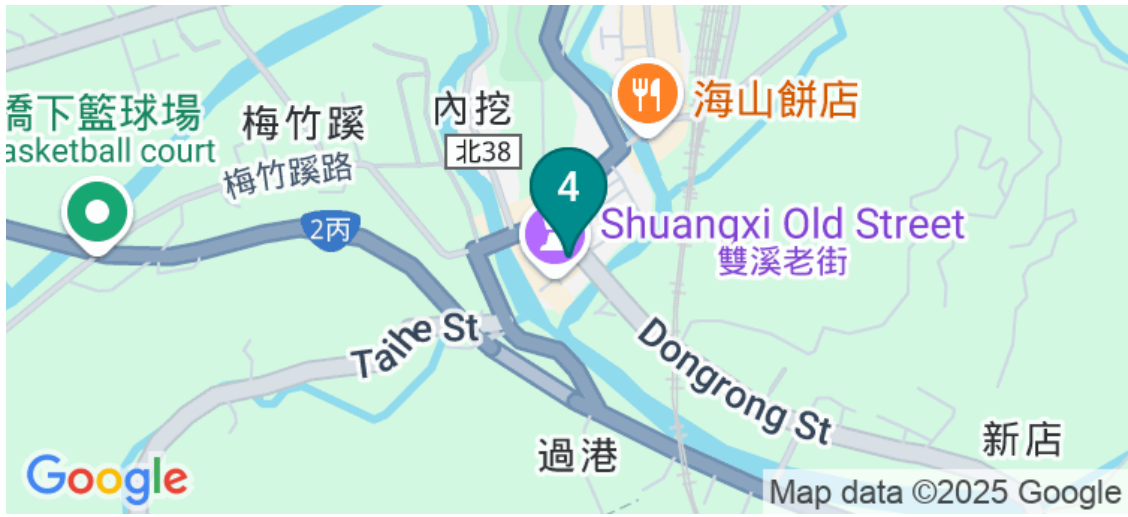 海山餅店
橋下籃球場
asketball court
梅竹蹊
內挖
北38
梅竹蹊路
4
2丙
Shuangxi Old Street
雙溪老街
Taihe St
Dongrong St
過港
新店
Google
Map data ©2025 Google